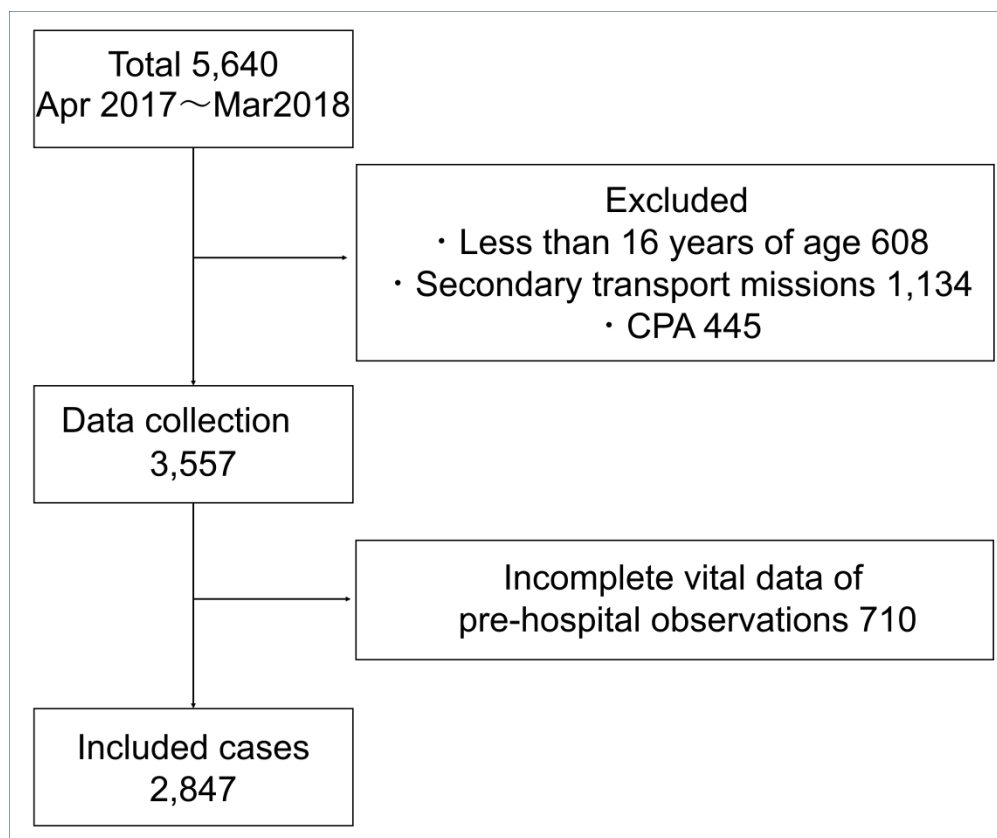 Total 5,640
Apr 2017～Mar2018
Excluded
・Less than 16 years of age 608
・Secondary transport missions 1,134
・CPA 445
Data collection
3,557
Incomplete vital data of
pre-hospital observations 710
Included cases
2,847